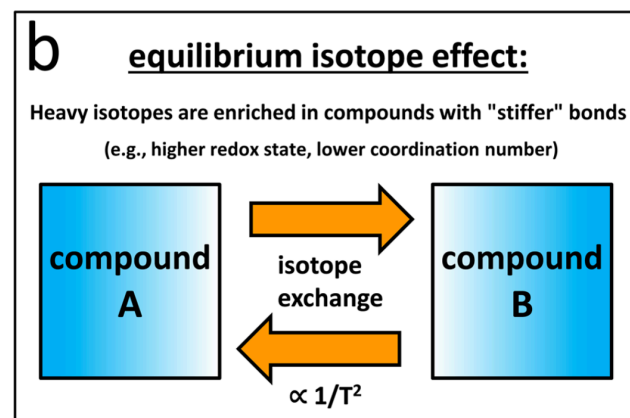 b
equilibrium isotope effect:
Heavy isotopes are enriched in compounds with "stiffer" bonds
(e.g., higher redox state, lower coordination number)
compound
A
isotope
exchange
compound
B
∝ 1/T²